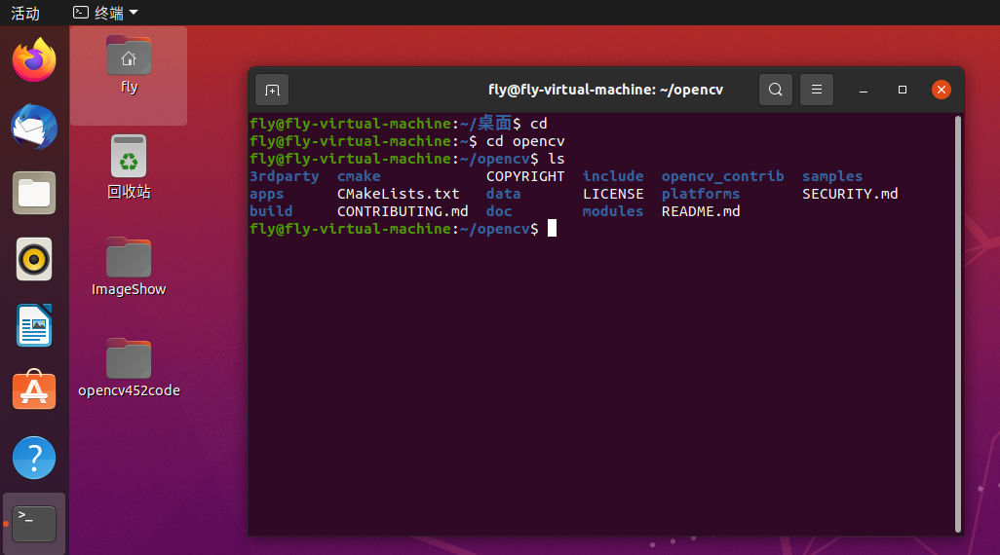 活动 终端
fly
回收站
ImageShow
opencv452code
fly@fly-virtual-machine: ~/opencv
fly@fly-virtual-machine:~/桌面$ cd
fly@fly-virtual-machine:~$ cd opencv
fly@fly-virtual-machine:~/opencv$ ls
3rdparty cmake COPYRIGHT include opencv_contrib samples
apps CMakeLists.txt data LICENSE platforms SECURITY.md
build CONTRIBUTING.md doc modules README.md
fly@fly-virtual-machine:~/opencv$